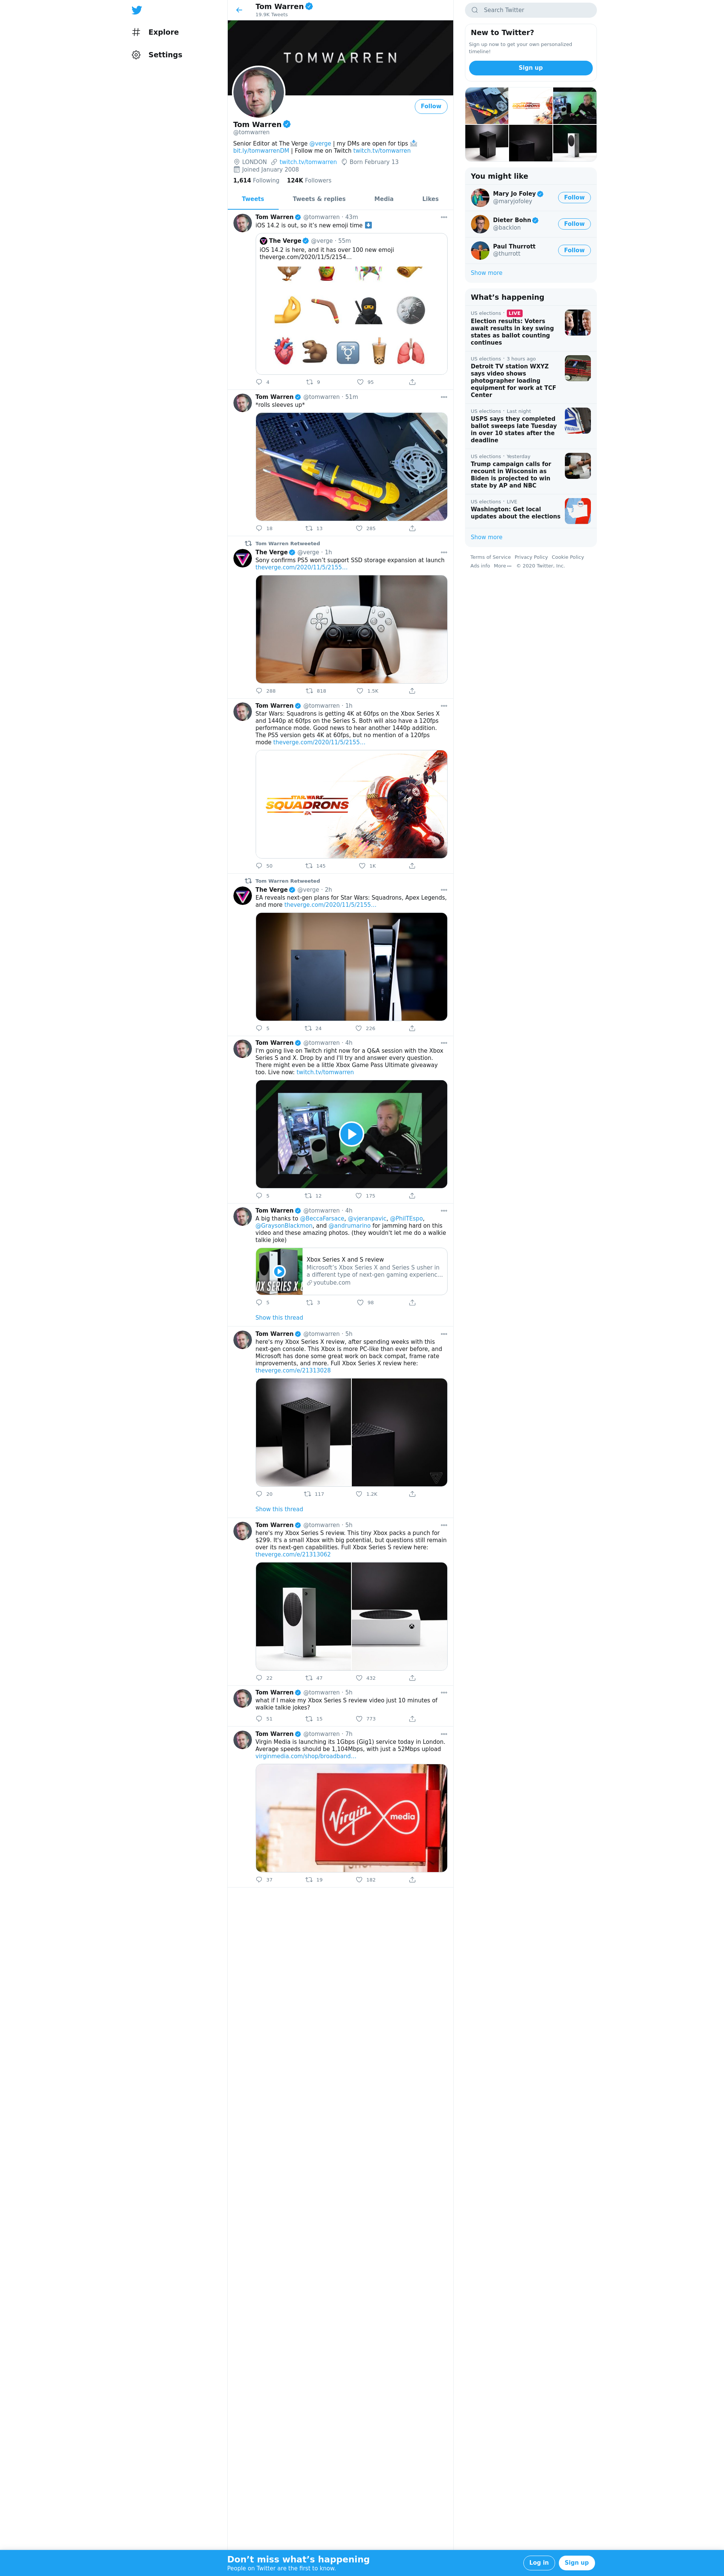 Explore
Settings
Tom Warren
19.9K Tweets
TOMWARREN
Follow
Tom Warren
@tomwarren
Senior Editor at The Verge @verge | my DMs are open for tips
bit.ly/tomwarrenDM | Follow me on Twitch twitch.tv/tomwarren
LONDON twitch.tv/tomwarren Born February 13
Joined January 2008
1,614 Following 124K Followers
Tweets Tweets & replies Media Likes
Tom Warren @tomwarren · 43m
iOS 14.2 is out, so it's new emoji time
The Verge @verge · 55m
iOS 14.2 is here, and it has over 100 new emoji
theverge.com/2020/11/5/2154…
4 9 95
Tom Warren @tomwarren · 51m
*rolls sleeves up*
18 13 285
Tom Warren Retweeted
The Verge @verge · 1h
Sony confirms PS5 won't support SSD storage expansion at launch
theverge.com/2020/11/5/2155…
288 618 1.5K
Tom Warren @tomwarren · 1h
Star Wars: Squadrons is getting 4K at 60fps on the Xbox Series X
and 1440p at 60fps on the Series S. Both will also have a 120fps
performance mode. Good news to hear another 1440p addition.
The PS5 version gets 4K at 60fps, but no mention of a 120fps
mode theverge.com/2020/11/5/2155…
STAR WARS
SQUADRONS
EA
50 145 1K
Tom Warren Retweeted
The Verge @verge · 2h
EA reveals next-gen plans for Star Wars: Squadrons, Apex Legends,
and more theverge.com/2020/11/5/2155…
5 24 226
Tom Warren @tomwarren · 4h
I'm going live on Twitch right now for a Q&A session with the Xbox
Series S and X. Drop by and I'll try and answer every question.
There might even be a little Xbox Game Pass Ultimate giveaway
too. Live now: twitch.tv/tomwarren
5 12 175
Tom Warren @tomwarren · 4h
A big thanks to @BeccaFarsace, @vjeranpavic, @PhilTEspo,
@GraysonBlackmon, and @andrumarino for jamming hard on this
video and these amazing photos. (they wouldn't let me do a walkie
talkie joke)
Xbox Series X and S review
Microsoft's Xbox Series X and Series S usher in
a different type of next-gen gaming experienc...
youtube.com
5 3 98
Show this thread
Tom Warren @tomwarren · 5h
here's my Xbox Series X review, after spending weeks with this
next-gen console. This Xbox is more PC-like than ever before, and
Microsoft has done some great work on back compat, frame rate
improvements, and more. Full Xbox Series X review here:
theverge.com/e/21313028
20 117 1.2K
Show this thread
Tom Warren @tomwarren · 5h
here's my Xbox Series S review. This tiny Xbox packs a punch for
$299. It's a small Xbox with big potential, but questions still remain
over its next-gen capabilities. Full Xbox Series S review here:
theverge.com/e/21313062
22 47 432
Tom Warren @tomwarren · 5h
what if I make my Xbox Series S review video just 10 minutes of
walkie talkie jokes?
51 15 773
Tom Warren @tomwarren · 7h
Virgin Media is launching its 1Gbps (Gig1) service today in London.
Average speeds should be 1,104Mbps, with just a 52Mbps upload
virginmedia.com/shop/broadband…
Virgin media
37 19 182
Search Twitter
New to Twitter?
Sign up now to get your own personalized
timeline!
Sign up
You might like
Mary Jo Foley
@maryjofoley
Follow
Dieter Bohn
@backlon
Follow
Paul Thurrott
@thurrott
Follow
Show more
What's happening
US elections · LIVE
Election results: Voters
await results in key swing
states as ballot counting
continues
US elections · 3 hours ago
Detroit TV station WXYZ
says video shows
photographer loading
equipment for work at TCF
Center
US elections · Last night
USPS says they completed
ballot sweeps late Tuesday
in over 10 states after the
deadline
US elections · Yesterday
Trump campaign calls for
recount in Wisconsin as
Biden is projected to win
state by AP and NBC
US elections · LIVE
Washington: Get local
updates about the elections
Show more
Terms of Service Privacy Policy Cookie Policy
Ads info More © 2020 Twitter, Inc.
Don't miss what's happening
People on Twitter are the first to know.
Log in
Sign up